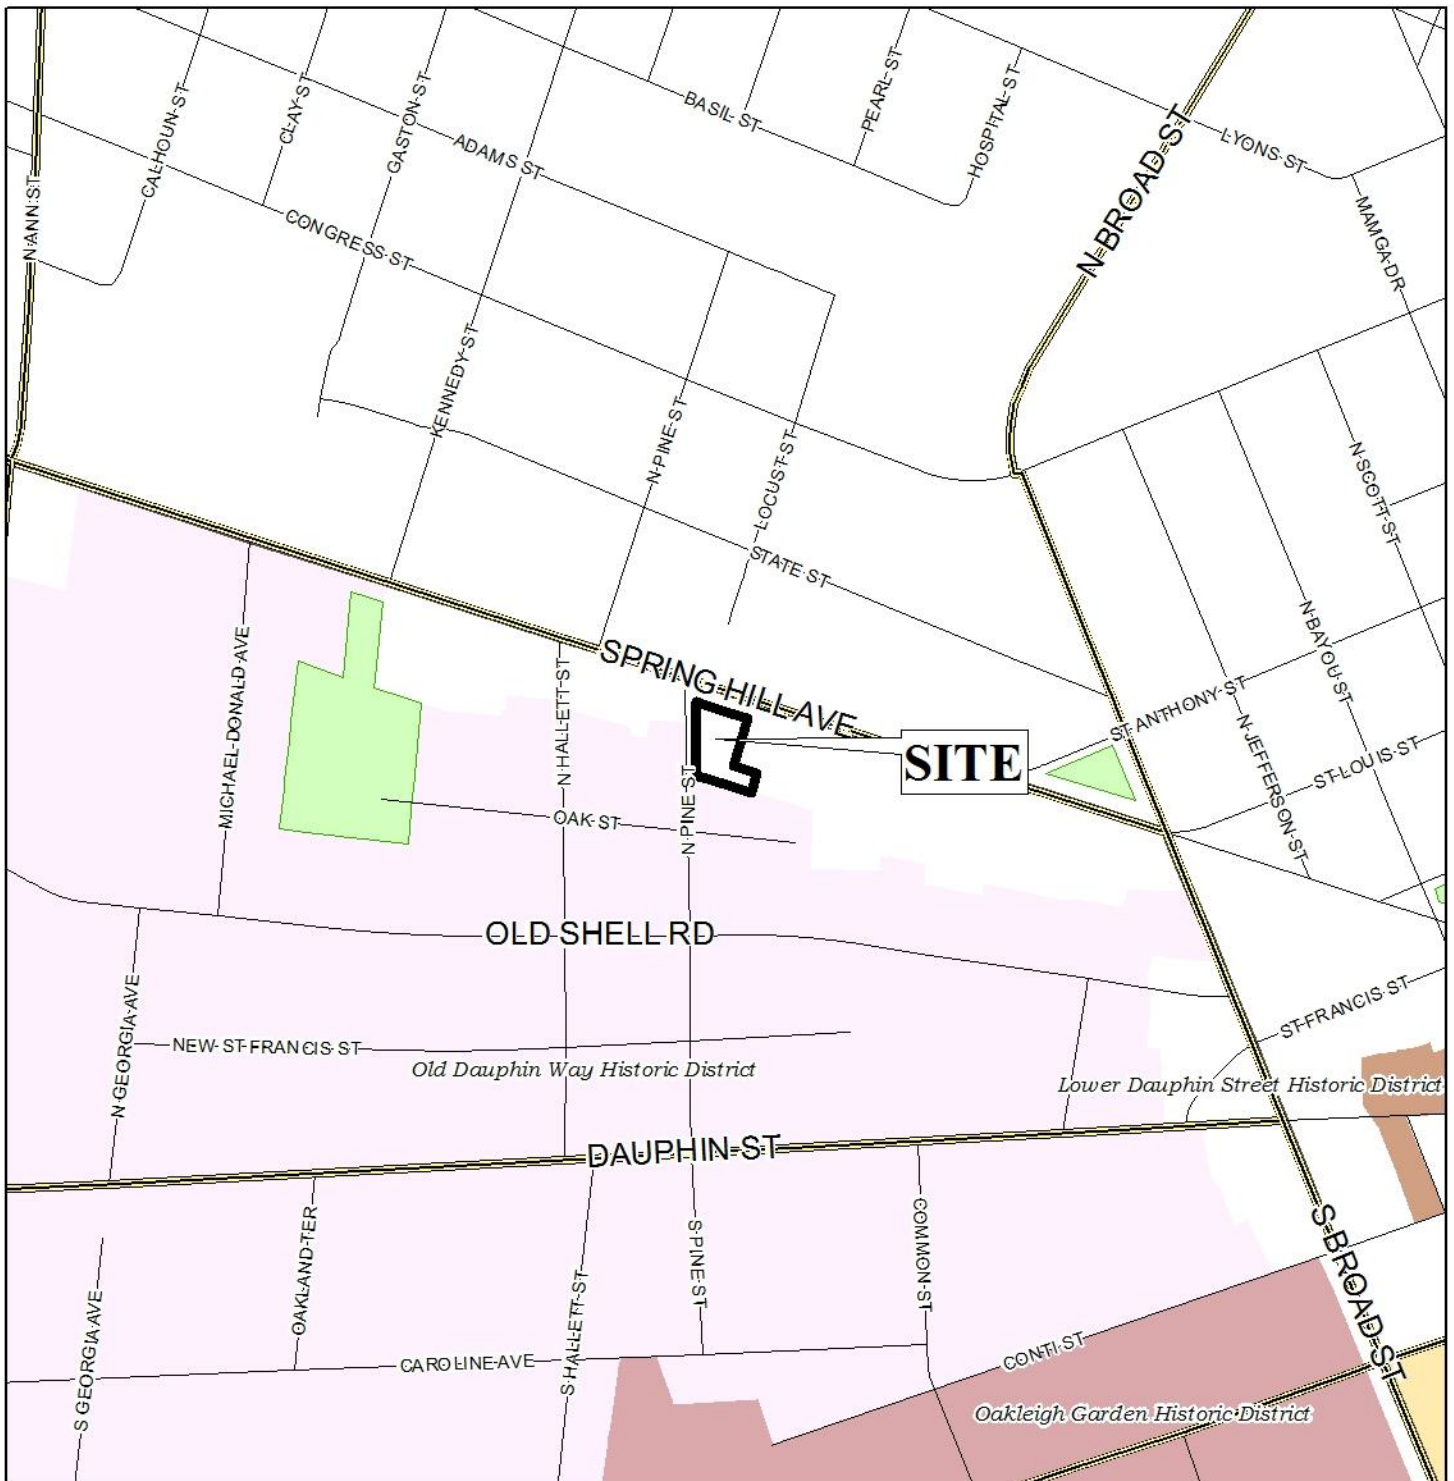 BASIL ST
PEARL ST
HOSPITAL ST
LYONS ST
CALHOUN ST
CLAY ST
GASTON ST
ADAMS ST
N ANN ST
CONGRESS ST
N BROAD ST
MAMGA DR
KENNEDY ST
N PINE ST
LOCUST ST
N SCOTT ST
STATE ST
N BAYOU ST
MICHAEL DONALD AVE
N HALLETT ST
SPRING HILL AVE
ST ANTHONY ST
N JEFFERSON ST
ST LOUIS ST
SITE
N PINE ST
OAK ST
OLD SHELL RD
N GEORGIA AVE
ST FRANCIS ST
NEW ST FRANCIS ST
Old Dauphin Way Historic District
Lower Dauphin Street Historic District
DAUPHIN ST
OAKLAND TER
S PINE ST
COMMON ST
S BROAD ST
S GEORGIA AVE
S HALLETT ST
CAROLINE AVE
CONTI ST
Oakleigh Garden Historic District